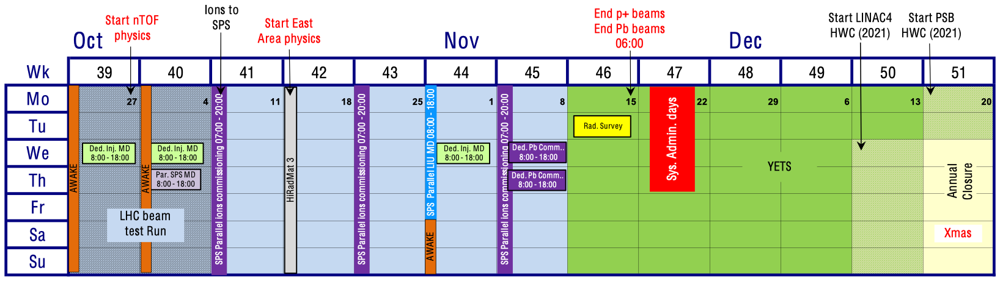 Start nTOF
physics
Ions to
SPS
Start East
Area physics
End p+ beams
End Pb beams
06:00
Start LINAC4
HWC (2021)
Start PSB
HWC (2021)
Oct
Nov
Dec
Wk
39
40
41
42
43
44
45
46
47
48
49
50
51
Mo
27
4
11
18
25
1
8
15
22
29
6
13
20
Tu
We
Th
Fr
Sa
Su
AWAKE
Ded. Inj. MD
8:00 - 18:00
AWAKE
Ded. Inj. MD
8:00 - 18:00
Par. SPS MD
8:00 - 18:00
LHC beam
test Run
SPS Parallel ions commissioning 07:00 - 20:00
HiRadMat 3
SPS Parallel ions commissioning 07:00 - 20:00
SPS Parallel LIU MD 08:00 - 18:00
AWAKE
Ded. Inj. MD
8:00 - 18:00
SPS Parallel ions commissioning 07:00 - 20:00
Ded. Pb Comm..
8:00 - 18:00
Ded. Pb Comm..
8:00 - 18:00
Rad. Survey
Sys. Admin. days
YETS
Annual
Closure
Xmas